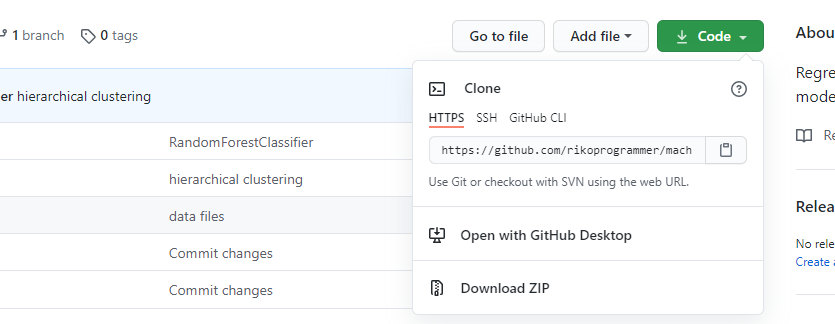 1 branch
0 tags
Go to file
Add file
Code
er hierarchical clustering
RandomForestClassifier
hierarchical clustering
data files
Commit changes
Commit changes
Clone
HTTPS SSH GitHub CLI
https://github.com/rikoprogrammer/mach
Use Git or checkout with SVN using the web URL.
Open with GitHub Desktop
Download ZIP
Abou
Regre
mode
Re
Relea
No rele
Create a